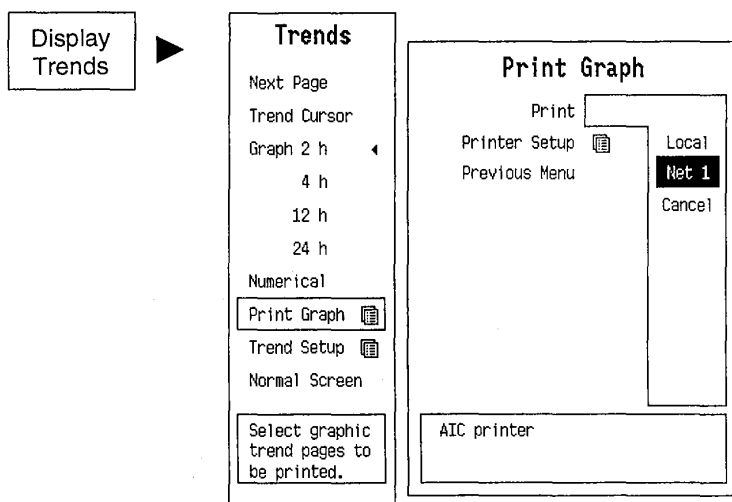 Display
Trends
Trends
Next Page
Trend Cursor
Graph 2 h
4 h
12 h
24 h
Numerical
Print Graph
Trend Setup
Normal Screen
Select graphic
trend pages to
be printed.
Print Graph
Print
Printer Setup
Previous Menu
Local
Net 1
Cancel
AIC printer